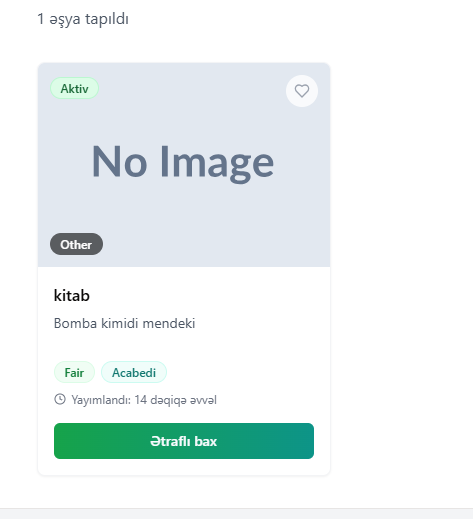 1 əşya tapıldı
Aktiv
No Image
Other
kitab
Bomba kimidi mendeki
Fair
Acabedi
Yayımlandı: 14 dəqiqə əvvəl
Ətraflı bax